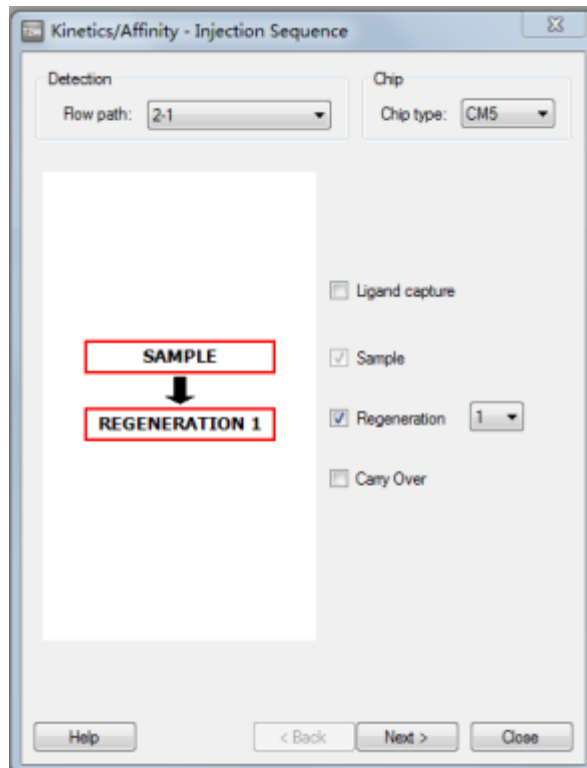 Kinetics/Affinity - Injection Sequence
Detection
Flow path: 2-1
Chip
Chip type: CM5
Ligand capture
SAMPLE
Sample
REGENERATION 1
Regeneration 1
Carry Over
Help
< Back
Next >
Close